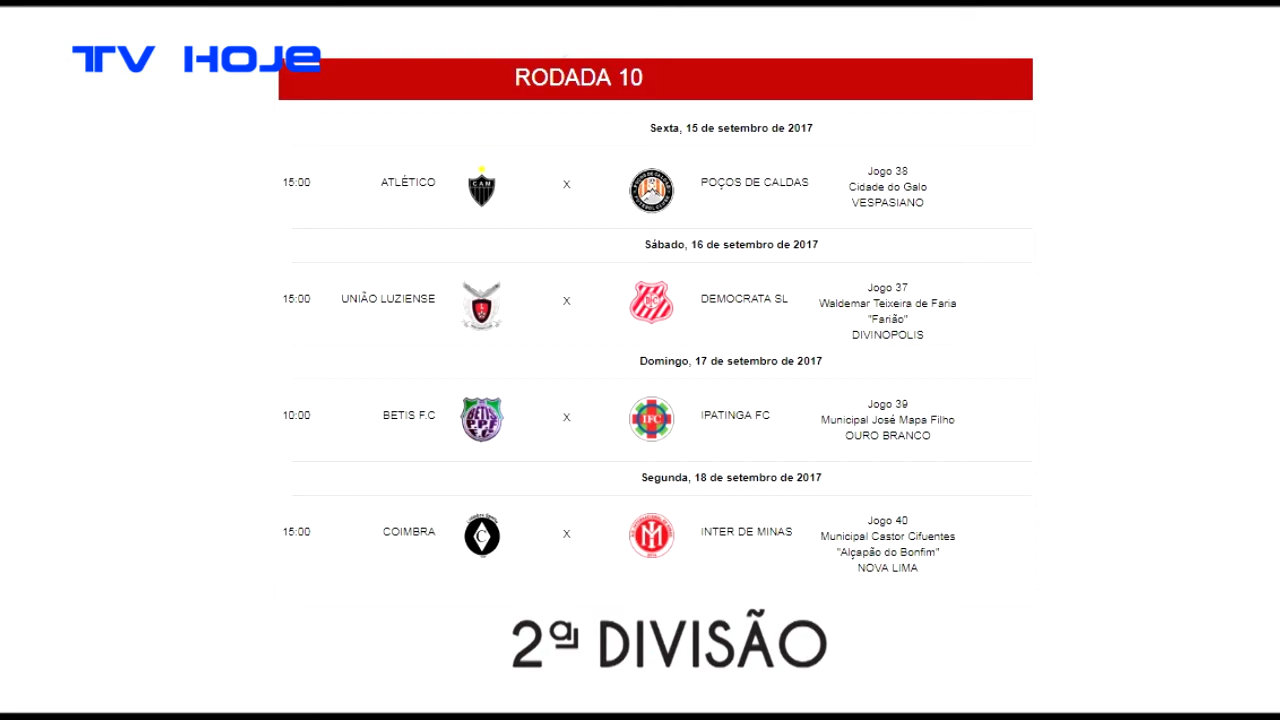 TV HOJE
RODADA 10
Sexta, 15 de setembro de 2017
15:00 ATLÉTICO CAM X POÇOS DE CALDAS
Jogo 38
Cidade do Galo
VESPASIANO
Sábado, 16 de setembro de 2017
15:00 UNIÃO LUZIENSE X DEMOCRATA SL
Jogo 37
Waldemar Teixeira de Faria
"Farião"
DIVINOPOLIS
Domingo, 17 de setembro de 2017
10:00 BETIS F.C BETIS PPF F.C X IFC IPATINGA FC
Jogo 39
Municipal José Mapa Filho
OURO BRANCO
Segunda, 18 de setembro de 2017
15:00 COIMBRA C X INTER DE MINAS
Jogo 40
Municipal Castor Cifuentes
"Alçapão do Bonfim"
NOVA LIMA
2ª DIVISÃO